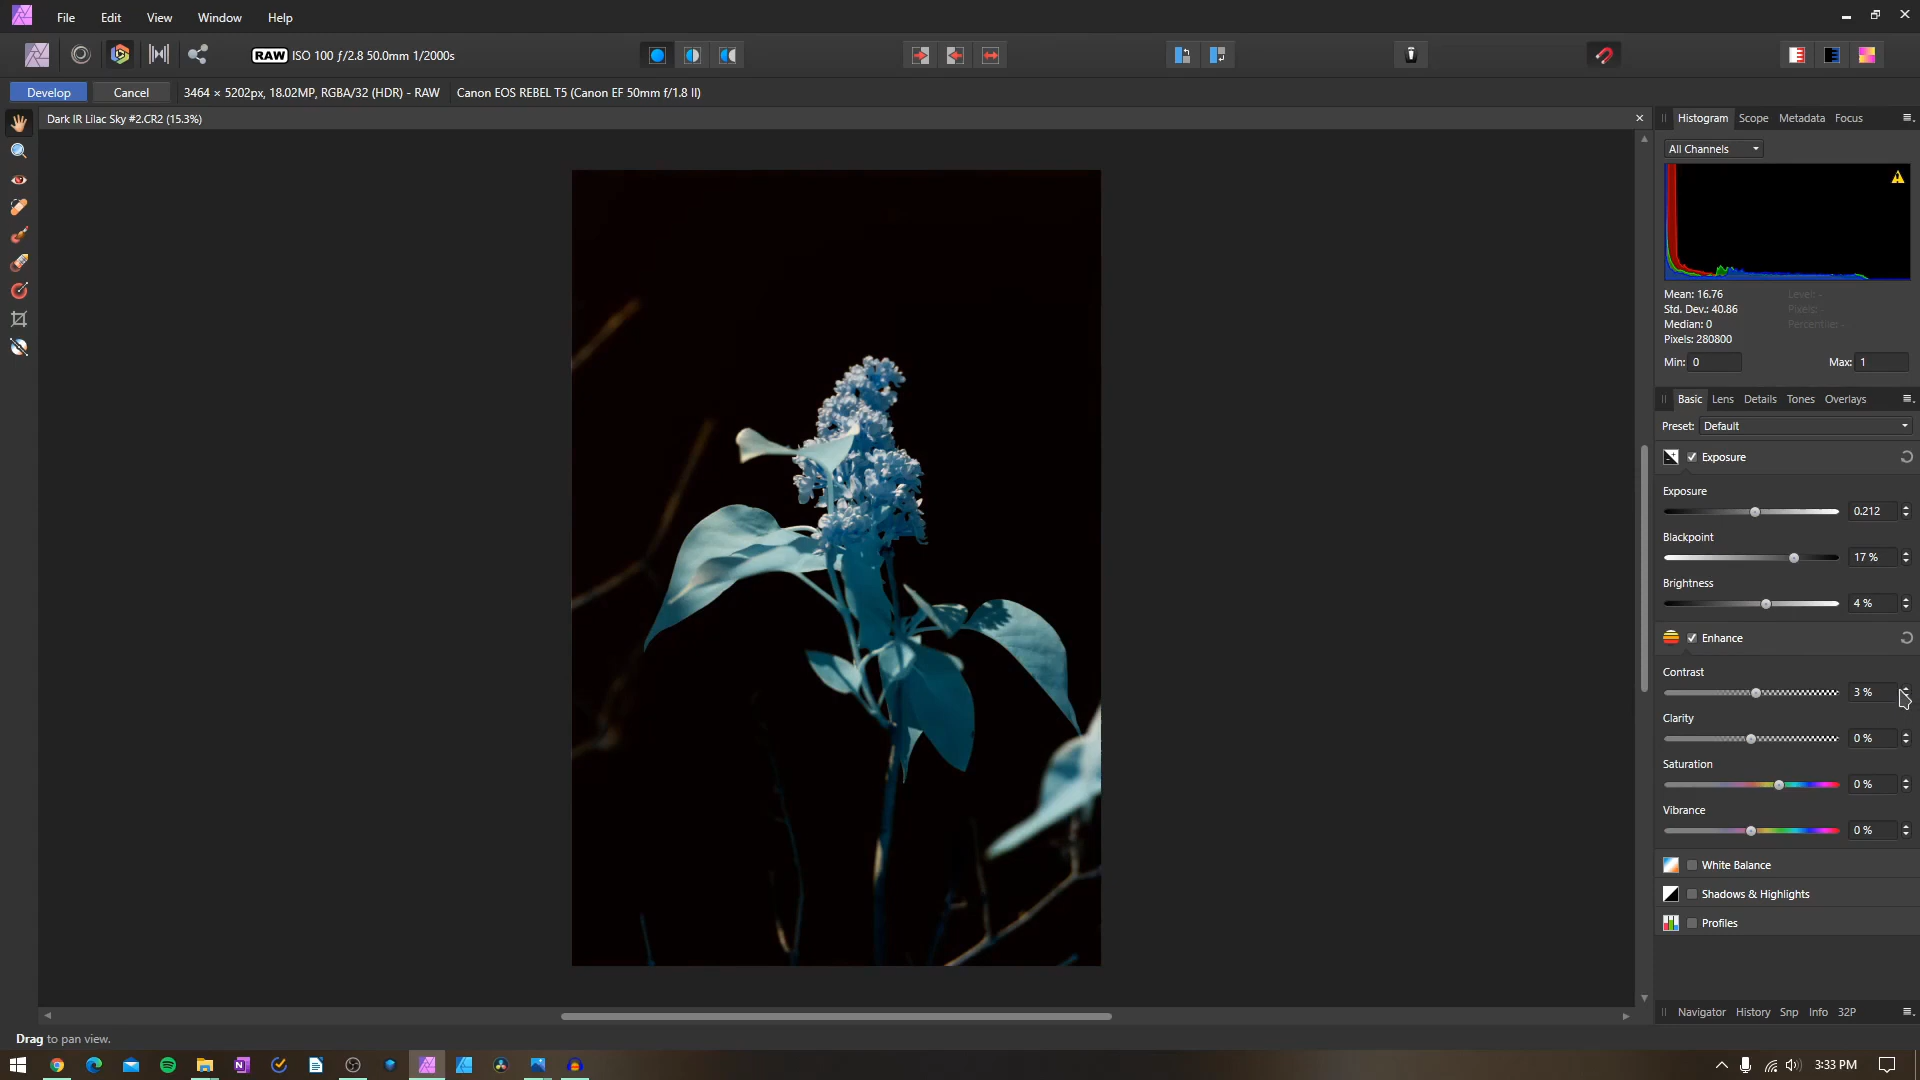 File Edit View Window Help
RAW ISO 100 ƒ/2.8 50.0mm 1/2000s
Develop Cancel 3464 × 5202px, 18.02MP, RGBA/32 (HDR) - RAW Canon EOS REBEL T5 (Canon EF 50mm f/1.8 II)
Dark IR Lilac Sky #2.CR2 (15.3%)
Histogram Scope Metadata Focus
All Channels
Mean: 16.76 Level: -
Std. Dev.: 40.86 Pixels: -
Median: 0 Percentile: -
Pixels: 280800
Min: 0 Max: 1
Basic Lens Details Tones Overlays
Preset: Default
Exposure
Exposure
0.212
Blackpoint
17 %
Brightness
4 %
Enhance
Contrast
3 %
Clarity
0 %
Saturation
0 %
Vibrance
0 %
White Balance
Shadows & Highlights
Profiles
Navigator History Snp Info 32P
Drag to pan view.
3:33 PM